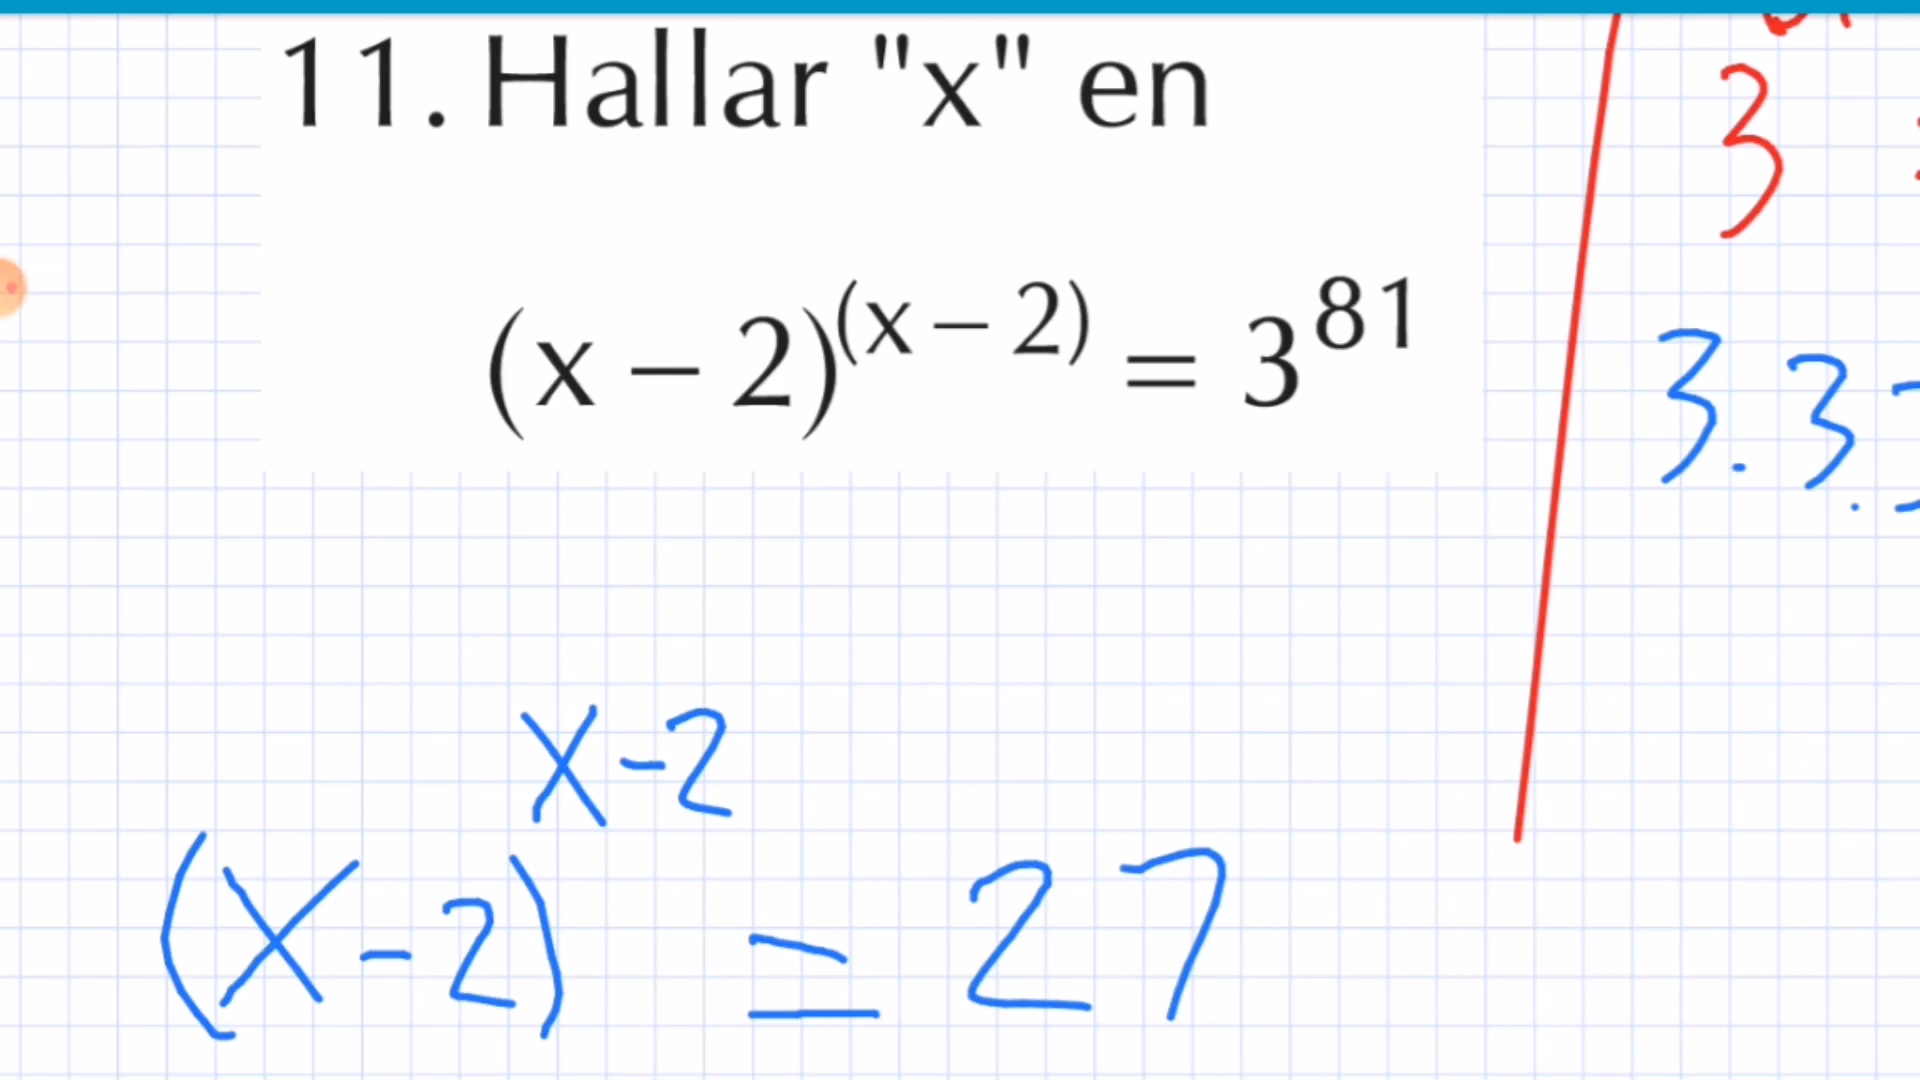 11. Hallar "x" en
(x – 2)^(x – 2) = 3^81
3
3.3.
x-2
(x-2) = 27